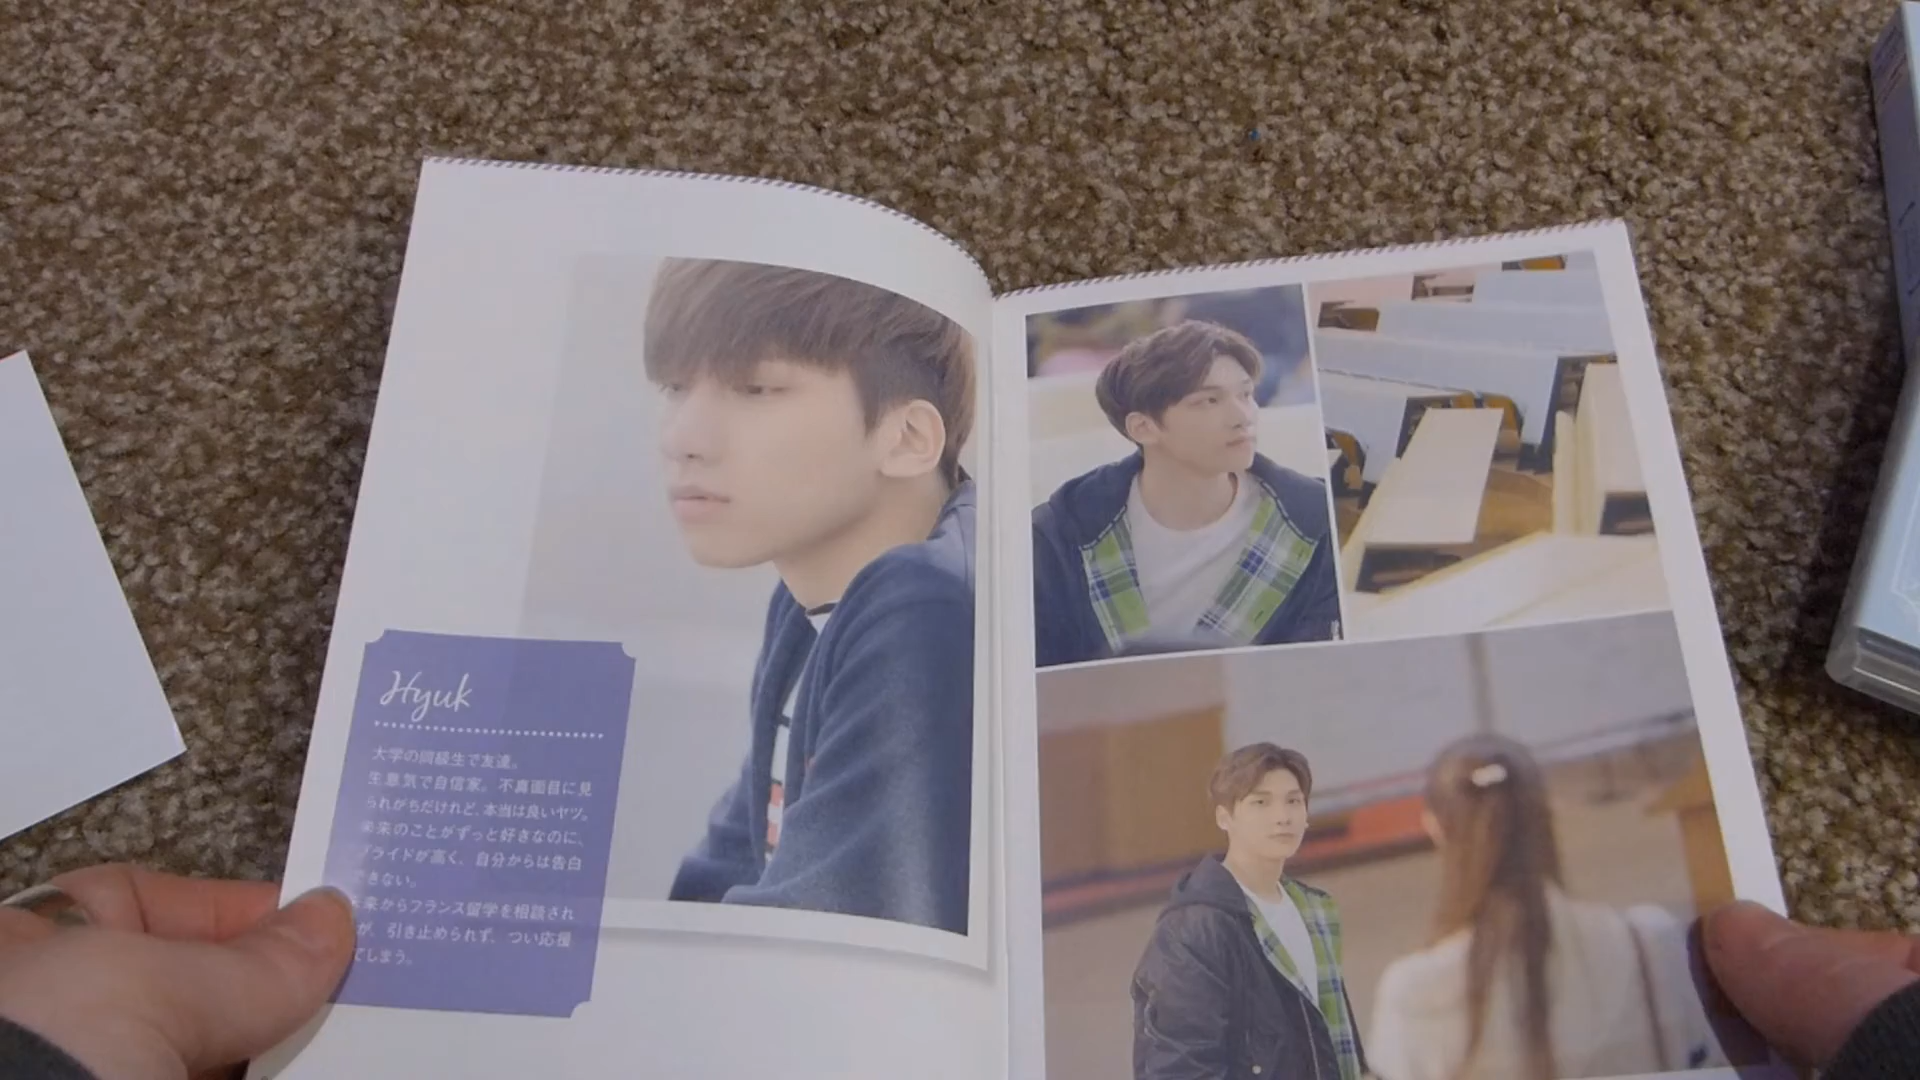 Hyuk
大学の同級生で友達。
生意気で自信家。不真面目に見
られがちだけれど、本当は良いヤツ。
未来のことがずっと好きなのに、
プライドが高く、自分からは告白
きない。
来からフランス留学を相談され
が、引き止められず、つい応援
てしまう。